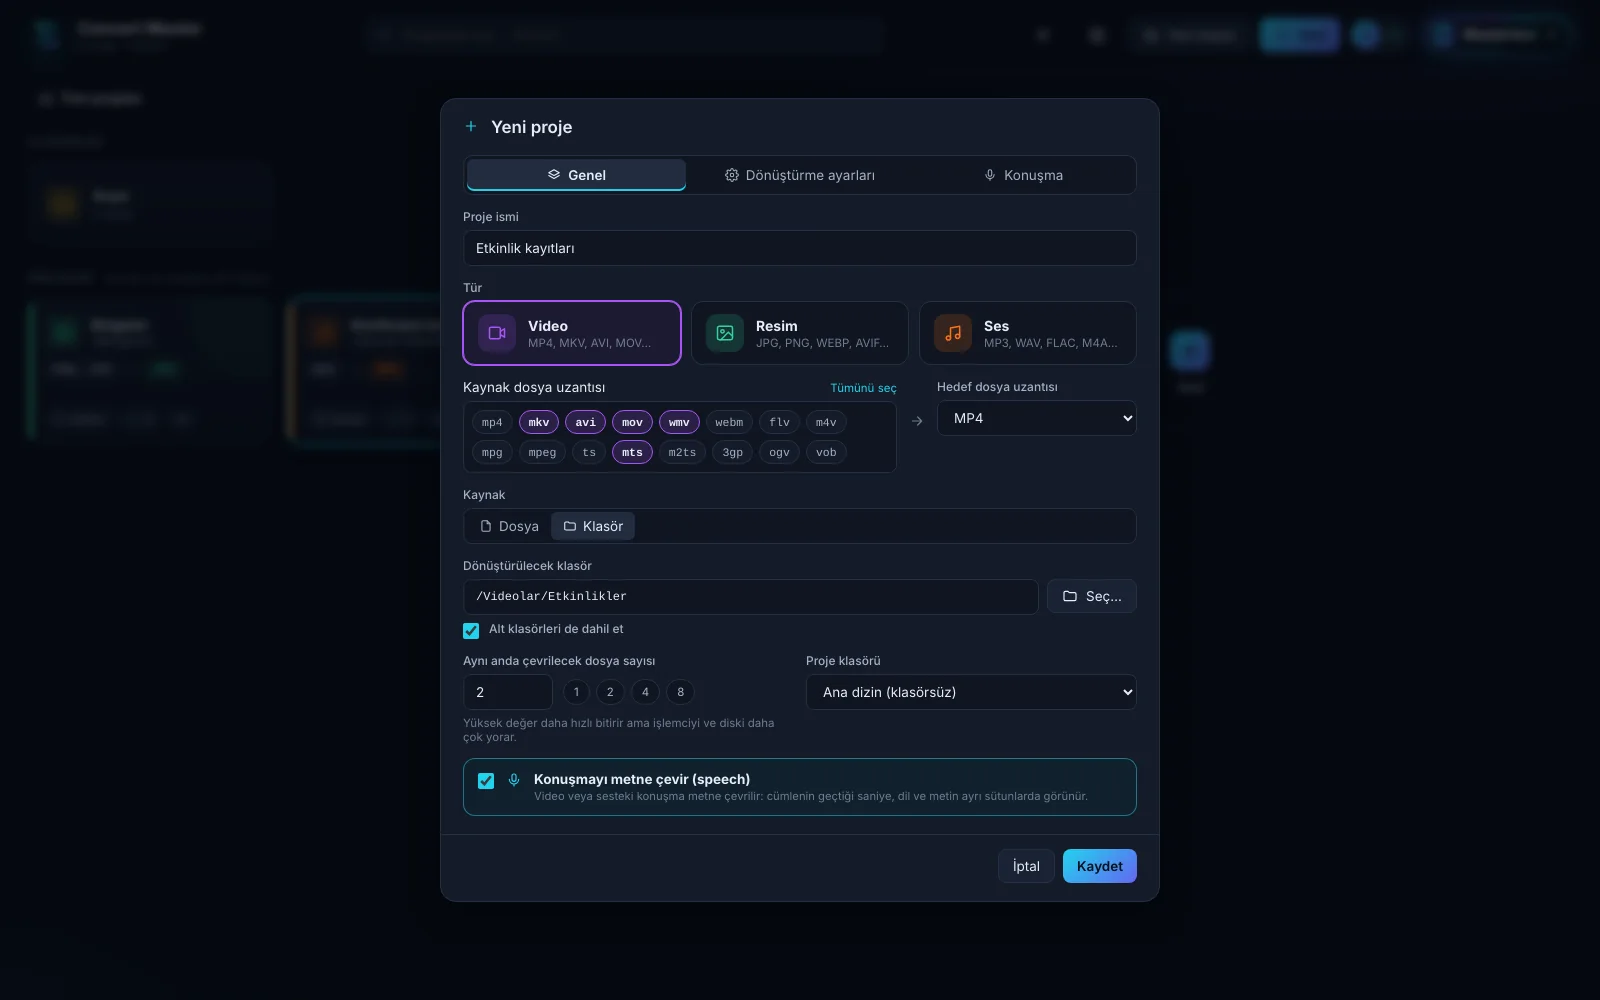 Yeni proje
Genel
Dönüştürme ayarları
Konuşma
Proje ismi
Etkinlik kayıtları
Tür
Video
MP4, MKV, AVI, MOV...
Resim
JPG, PNG, WEBP, AVIF...
Ses
MP3, WAV, FLAC, M4A...
Kaynak dosya uzantısı
Tümünü seç
Hedef dosya uzantısı
mp4 mkv avi mov wmv webm flv m4v
mpg mpeg ts mts m2ts 3gp ogv vob
MP4
Kaynak
Dosya
Klasör
Dönüştürülecek klasör
/Videolar/Etkinlikler
Seç...
Alt klasörleri de dahil et
Aynı anda çevrilecek dosya sayısı
2
1 2 4 8
Yüksek değer daha hızlı bitirir ama işlemciyi ve diski daha
çok yorar.
Proje klasörü
Ana dizin (klasörsüz)
Konuşmayı metne çevir (speech)
Video veya sesteki konuşma metne çevrilir: cümlenin geçtiği saniye, dil ve metin ayrı sütunlarda görünür.
İptal
Kaydet